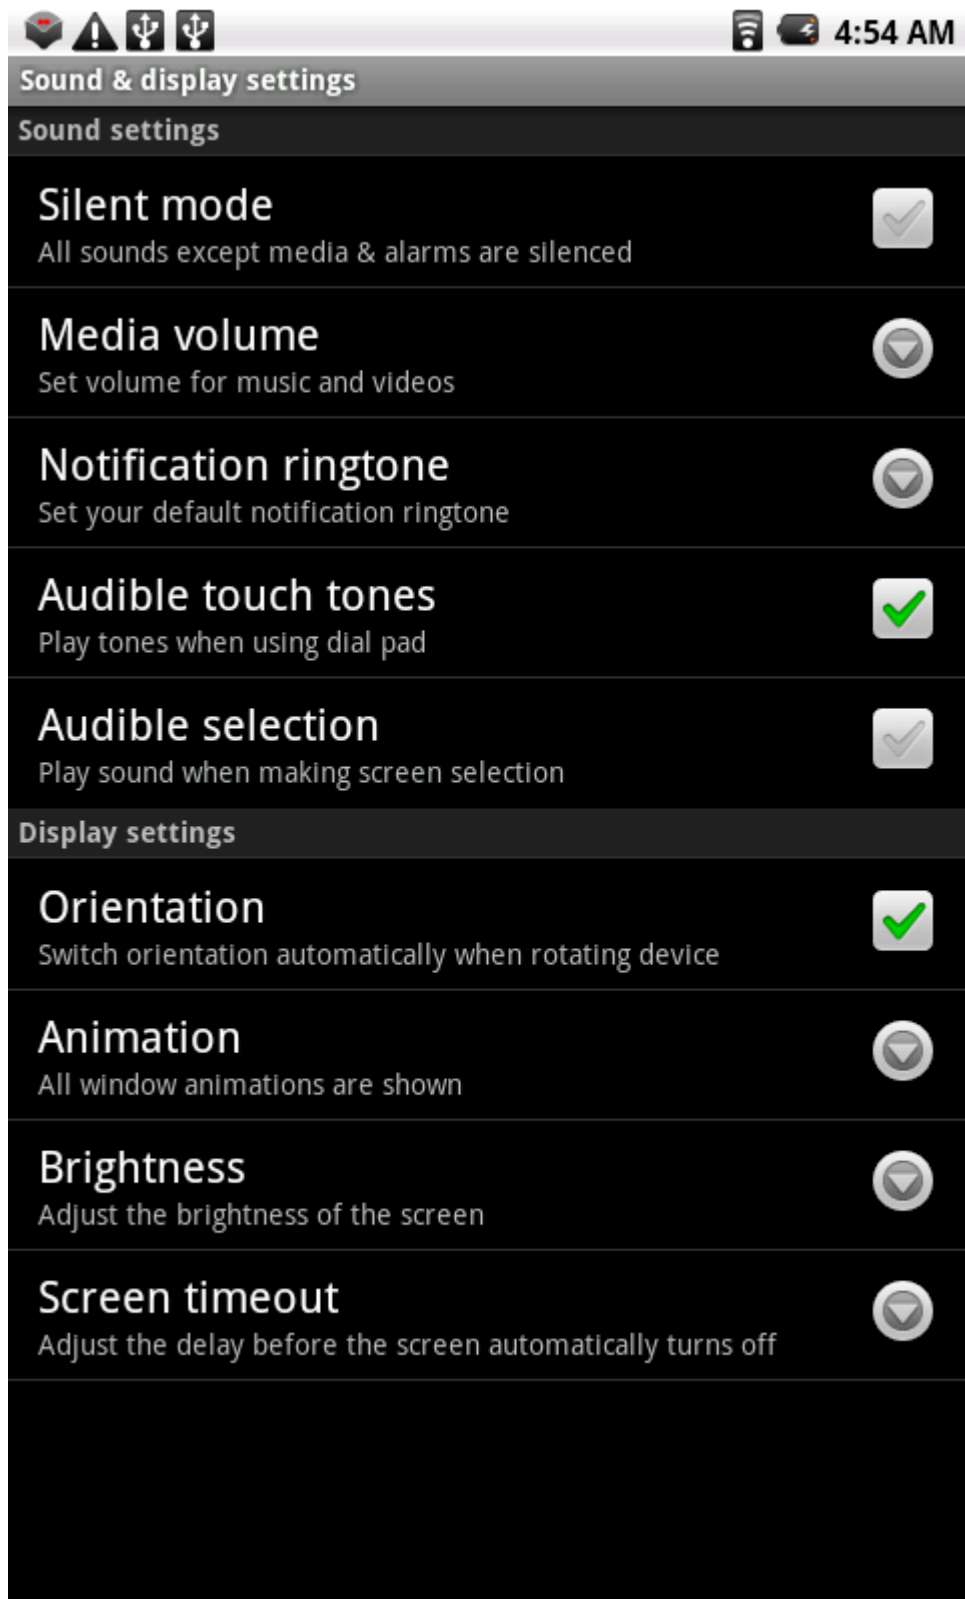 4:54 AM
Sound & display settings
Sound settings
Silent mode
All sounds except media & alarms are silenced
Media volume
Set volume for music and videos
Notification ringtone
Set your default notification ringtone
Audible touch tones
Play tones when using dial pad
Audible selection
Play sound when making screen selection
Display settings
Orientation
Switch orientation automatically when rotating device
Animation
All window animations are shown
Brightness
Adjust the brightness of the screen
Screen timeout
Adjust the delay before the screen automatically turns off